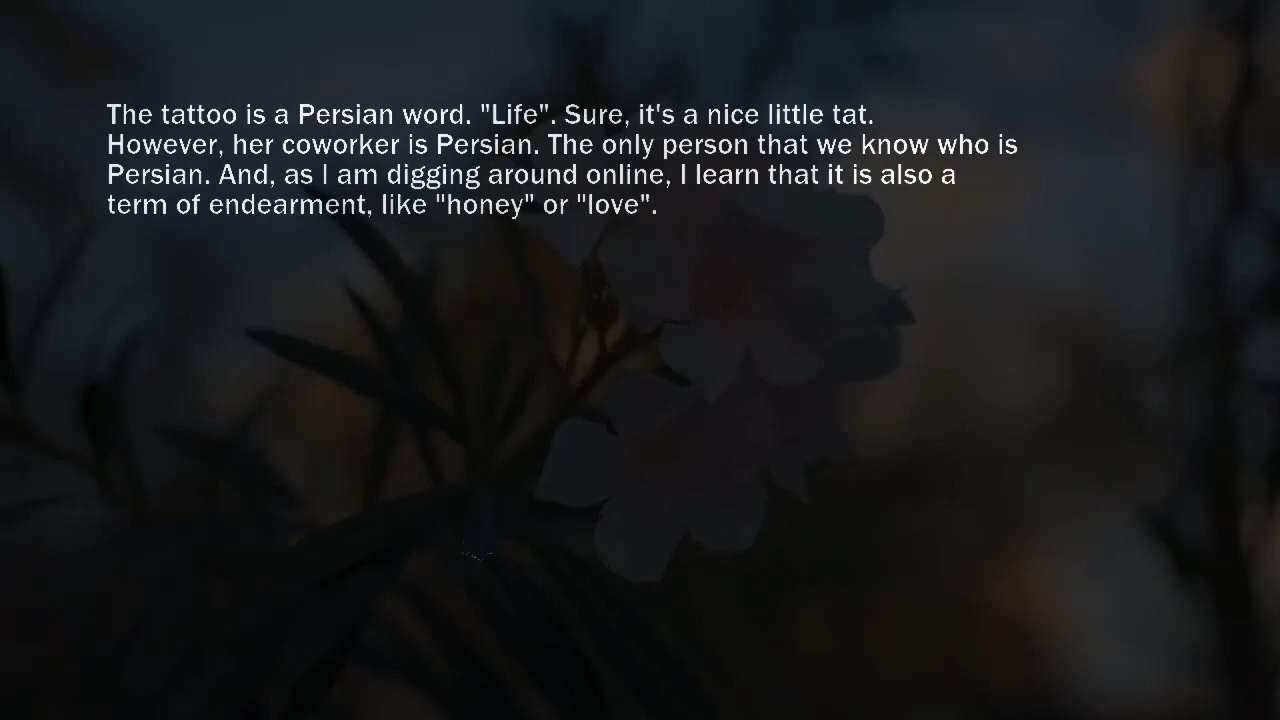 The tattoo is a Persian word. "Life". Sure, it's a nice little tat.
However, her coworker is Persian. The only person that we know who is
Persian. And, as I am digging around online, I learn that it is also a
term of endearment, like "honey" or "love".